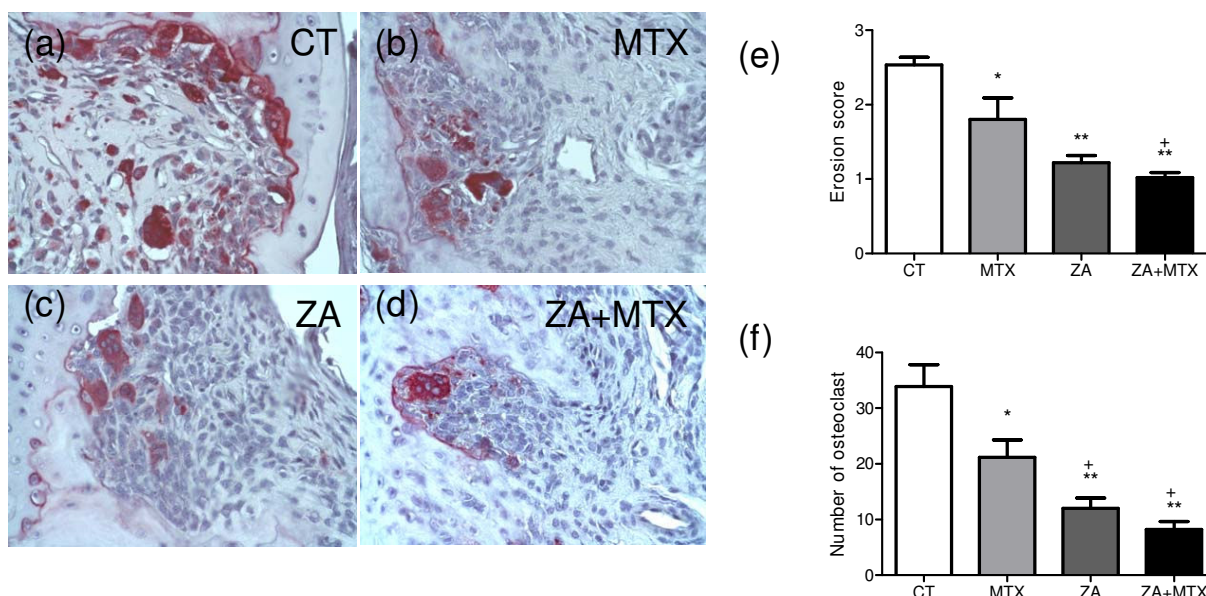 (a) CT
(b) MTX
(c) ZA
(d) ZA+MTX
(e)
Erosion score
3
2
1
0
*
**
+
**
CT MTX ZA ZA+MTX
(f)
Number of osteoclast
40
30
20
10
0
*
+
**
+
**
CT MTX ZA ZA+MTX